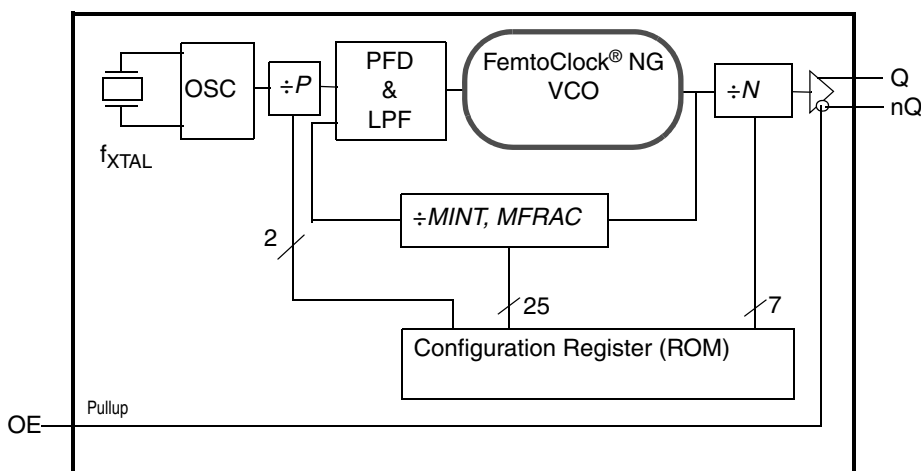 PFD
&
LPF
FemtoClock® NG
VCO
OSC
÷P
÷N
Q
nQ
fXTAL
÷MINT, MFRAC
2
25
7
Configuration Register (ROM)
Pullup
OE